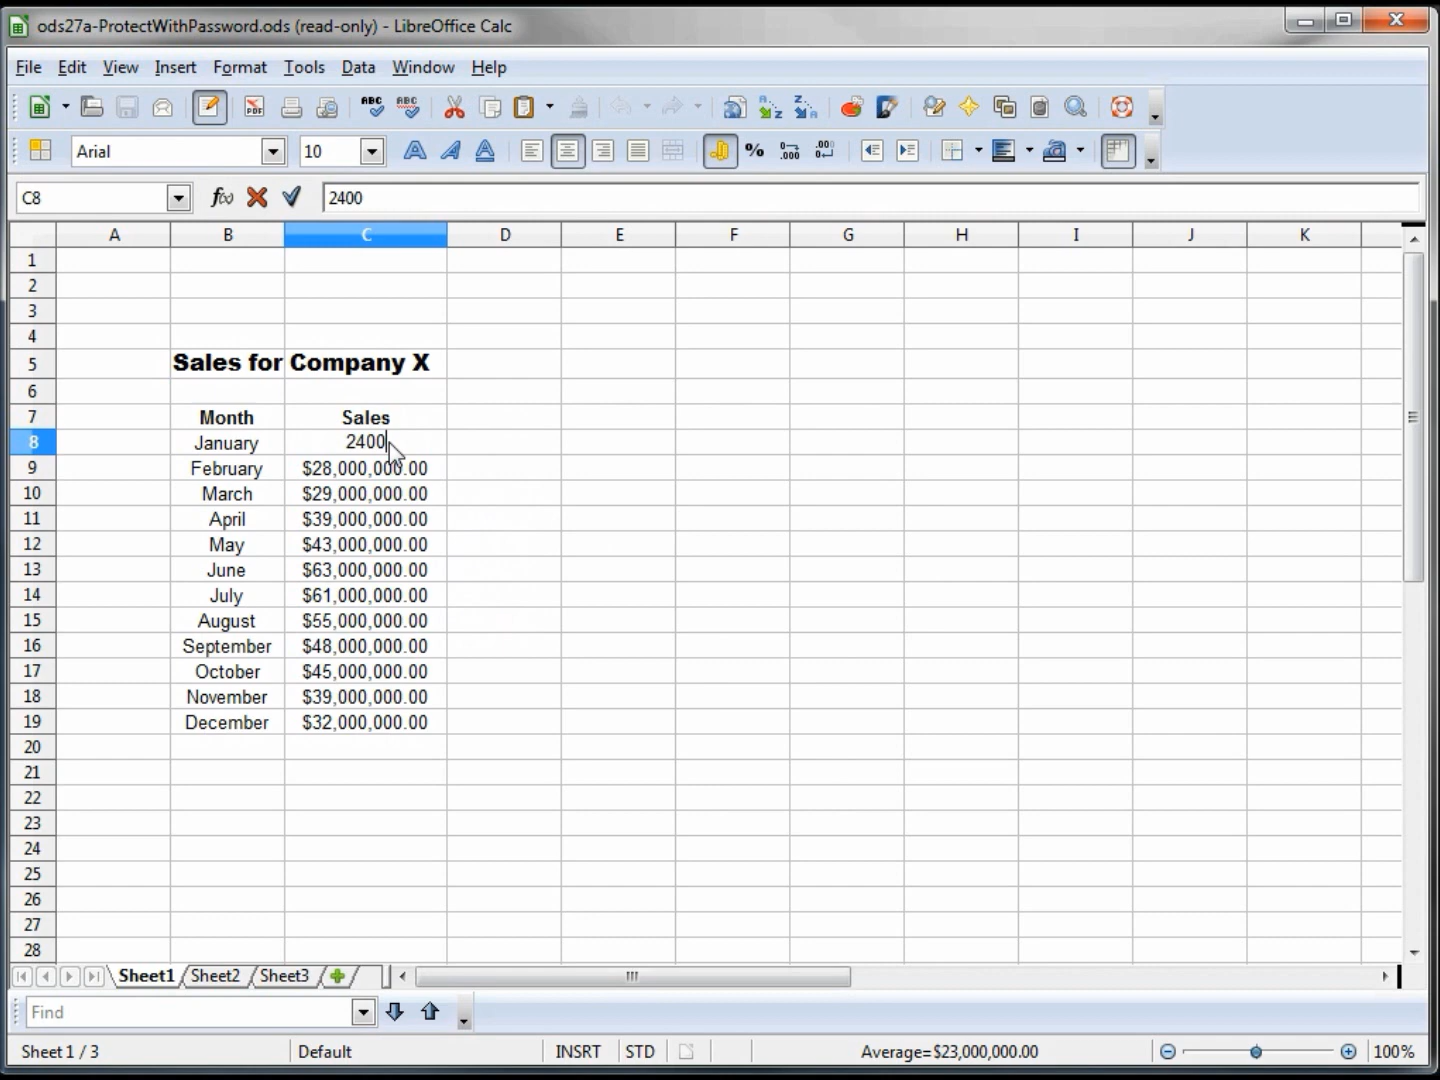 ods27a-ProtectWithPassword.ods (read-only) - LibreOffice Calc
File Edit View Insert Format Tools Data Window Help
Arial 10
C8 2400
A B C D E F G H I J K
1
2
3
4
5 Sales for Company X
6
7 Month Sales
8 January 2400
9 February $28,000,000.00
10 March $29,000,000.00
11 April $39,000,000.00
12 May $43,000,000.00
13 June $63,000,000.00
14 July $61,000,000.00
15 August $55,000,000.00
16 September $48,000,000.00
17 October $45,000,000.00
18 November $39,000,000.00
19 December $32,000,000.00
20
21
22
23
24
25
26
27
28
Sheet1 Sheet2 Sheet3
Find
Sheet 1 / 3 Default INSRT STD Average=$23,000,000.00 100%